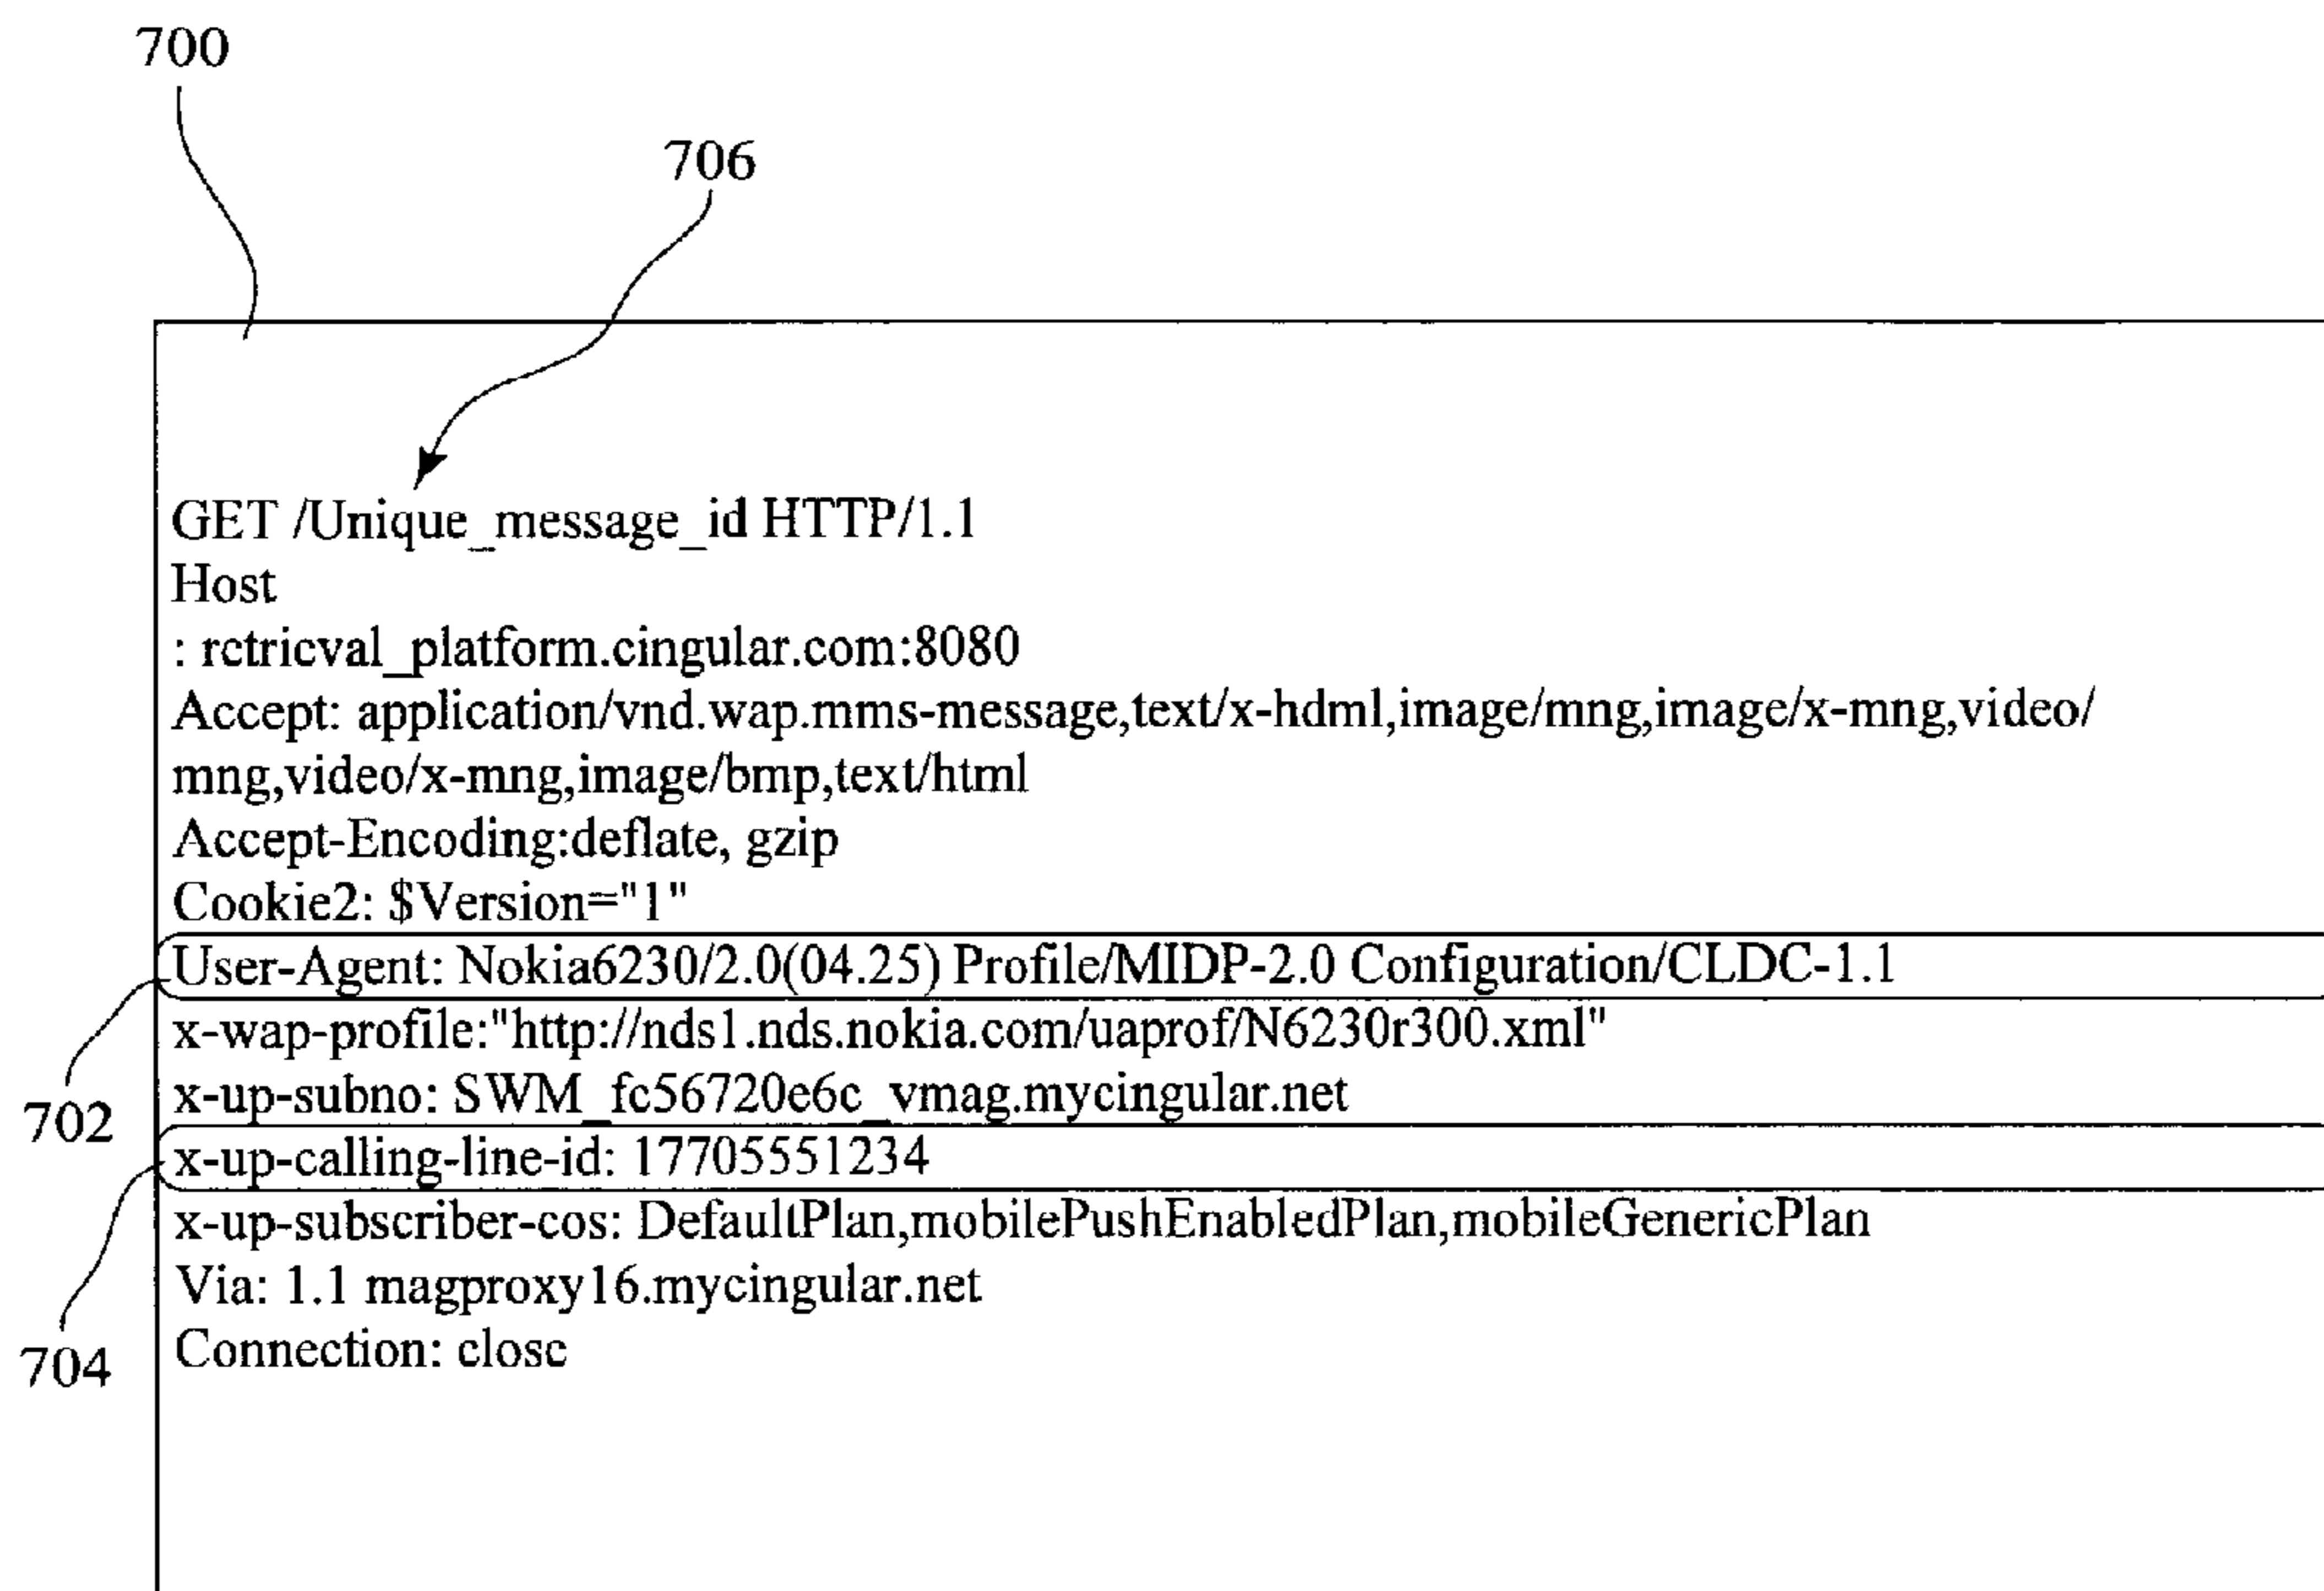 700
706
GET /Unique_message_id HTTP/1.1
Host
: retrieval_platform.cingular.com:8080
Accept: application/vnd.wap.mms-message,text/x-hdml,image/mng,image/x-mng,video/
mng,video/x-mng,image/bmp,text/html
Accept-Encoding:deflate, gzip
Cookie2: $Version="1"
User-Agent: Nokia6230/2.0(04.25) Profile/MIDP-2.0 Configuration/CLDC-1.1
x-wap-profile:"http://nds1.nds.nokia.com/uaprof/N6230r300.xml"
x-up-subno: SWM_fc56720e6c_vmag.mycingular.net
702
x-up-calling-line-id: 17705551234
x-up-subscriber-cos: DefaultPlan,mobilePushEnabledPlan,mobileGenericPlan
Via: 1.1 magproxy16.mycingular.net
Connection: close
704